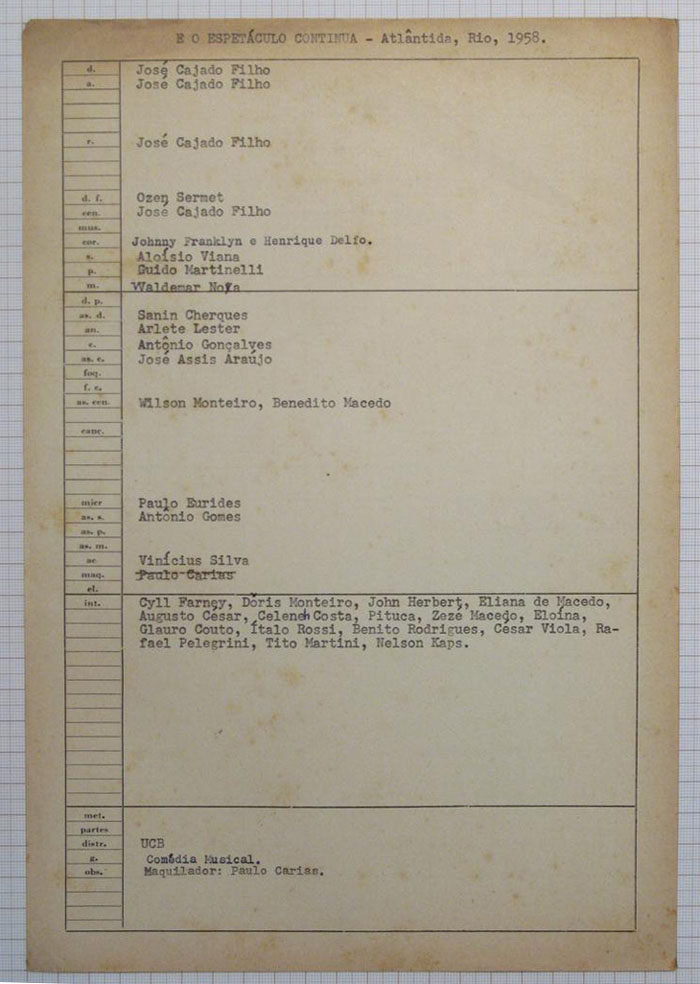 E O ESPETÁCULO CONTINUA - Atlântida, Rio, 1958.
d. José Cajado Filho
a. José Cajado Filho
r. José Cajado Filho
d. f. Ozen Sermet
cen. José Cajado Filho
mus.
cor. Johnny Franklyn e Henrique Delfo.
s. Aloísio Viana
p. Guido Martinelli
m. Waldemar Noya
d. p.
as. d. Sanin Cherques
an. Arlete Lester
c. Antônio Gonçalves
as. c. José Assis Araújo
foq.
f. c.
as. cen. Wilson Monteiro, Benedito Macedo
canc.
micr Paulo Eurides
as. s. Antônio Gomes
as. p.
as. m.
ac Vinícius Silva
maq. Paulo Carias
el.
int. Cyll Farney, Dóris Monteiro, John Herbert, Eliana de Macedo,
Augusto César, Celeneh Costa, Pituca, Zezé Macedo, Eloína,
Glauro Couto, Ítalo Rossi, Benito Rodrigues, César Viola, Ra-
fael Pelegrini, Tito Martini, Nelson Kaps.
met.
partes
distr. UCB
g. Comédia Musical.
obs. Maquilador: Paulo Carias.